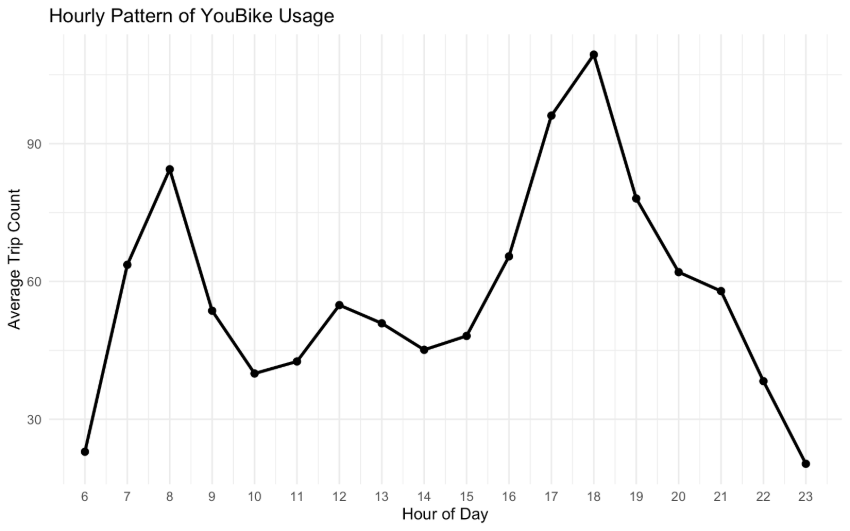 Hourly Pattern of YouBike Usage
Average Trip Count
90
60
30
6 7 8 9 10 11 12 13 14 15 16 17 18 19 20 21 22 23
Hour of Day